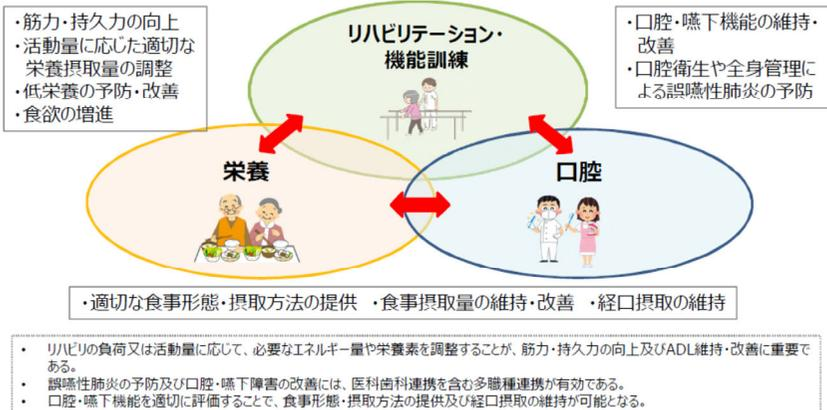 ・筋力・持久力の向上
・活動量に応じた適切な
栄養摂取量の調整
・低栄養の予防・改善
・食欲の増進
リハビリテーション・
機能訓練
・口腔・嚥下機能の維持・
改善
・口腔衛生や全身管理に
よる誤嚥性肺炎の予防
栄養
口腔
・適切な食事形態・摂取方法の提供 ・食事摂取量の維持・改善 ・経口摂取の維持
• リハビリの負荷又は活動量に応じて、必要なエネルギー量や栄養素を調整することが、筋力・持久力の向上及びADL維持・改善に重要で
ある。
• 誤嚥性肺炎の予防及び口腔・嚥下障害の改善には、医科歯科連携を含む多職種連携が有効である。
• 口腔・嚥下機能を適切に評価することで、食事形態・摂取方法の提供及び経口摂取の維持が可能となる。